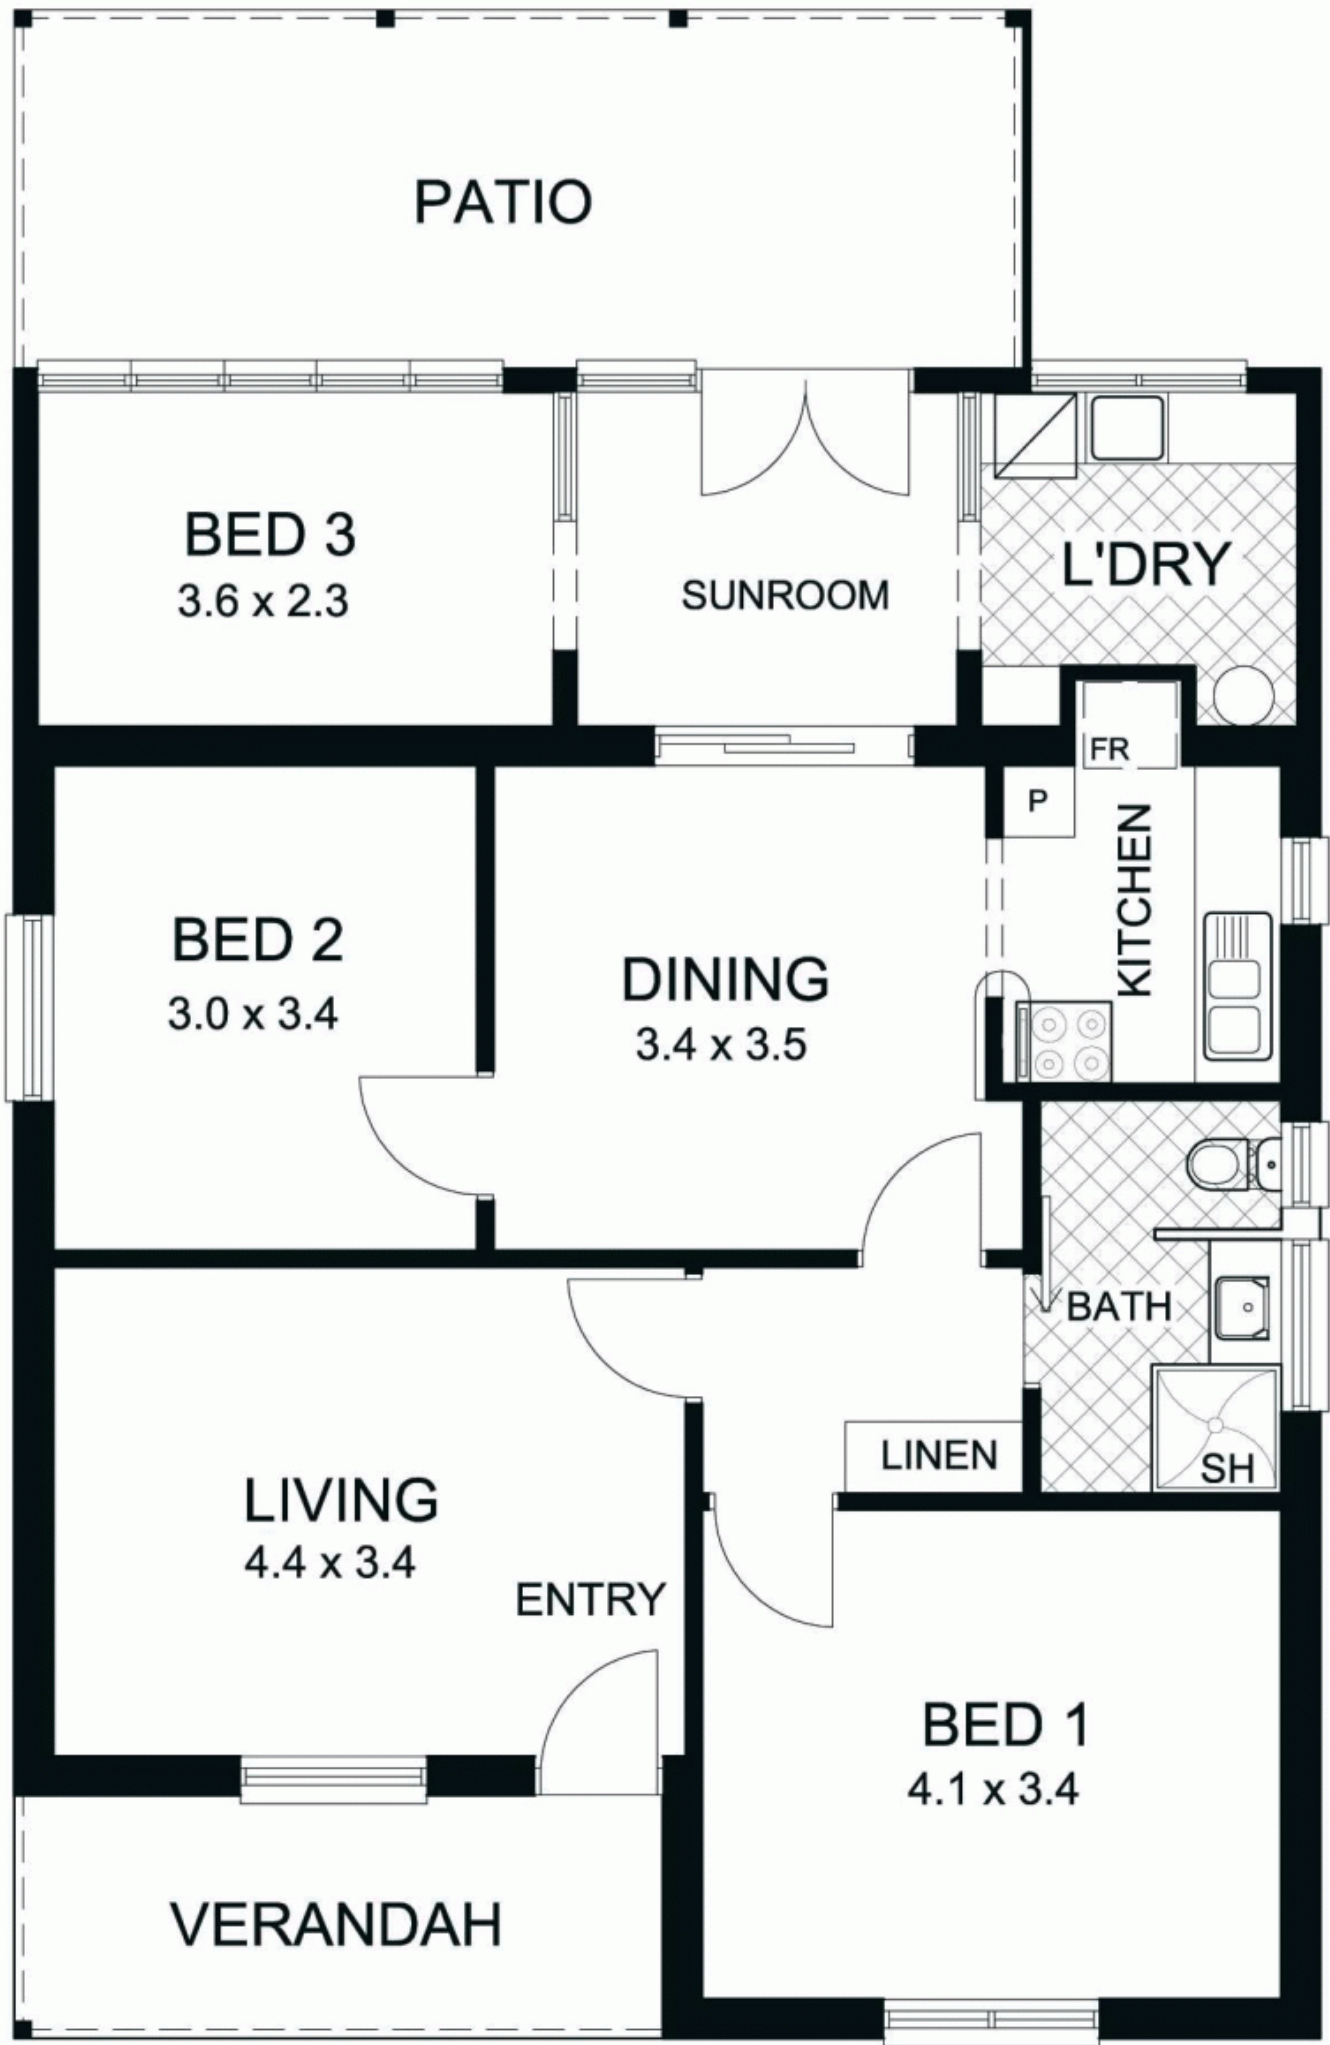 PATIO
BED 3
3.6 x 2.3
SUNROOM
L'DRY
FR
P
KITCHEN
BED 2
3.0 x 3.4
DINING
3.4 x 3.5
BATH
LINEN
SH
LIVING
4.4 x 3.4
ENTRY
BED 1
4.1 x 3.4
VERANDAH